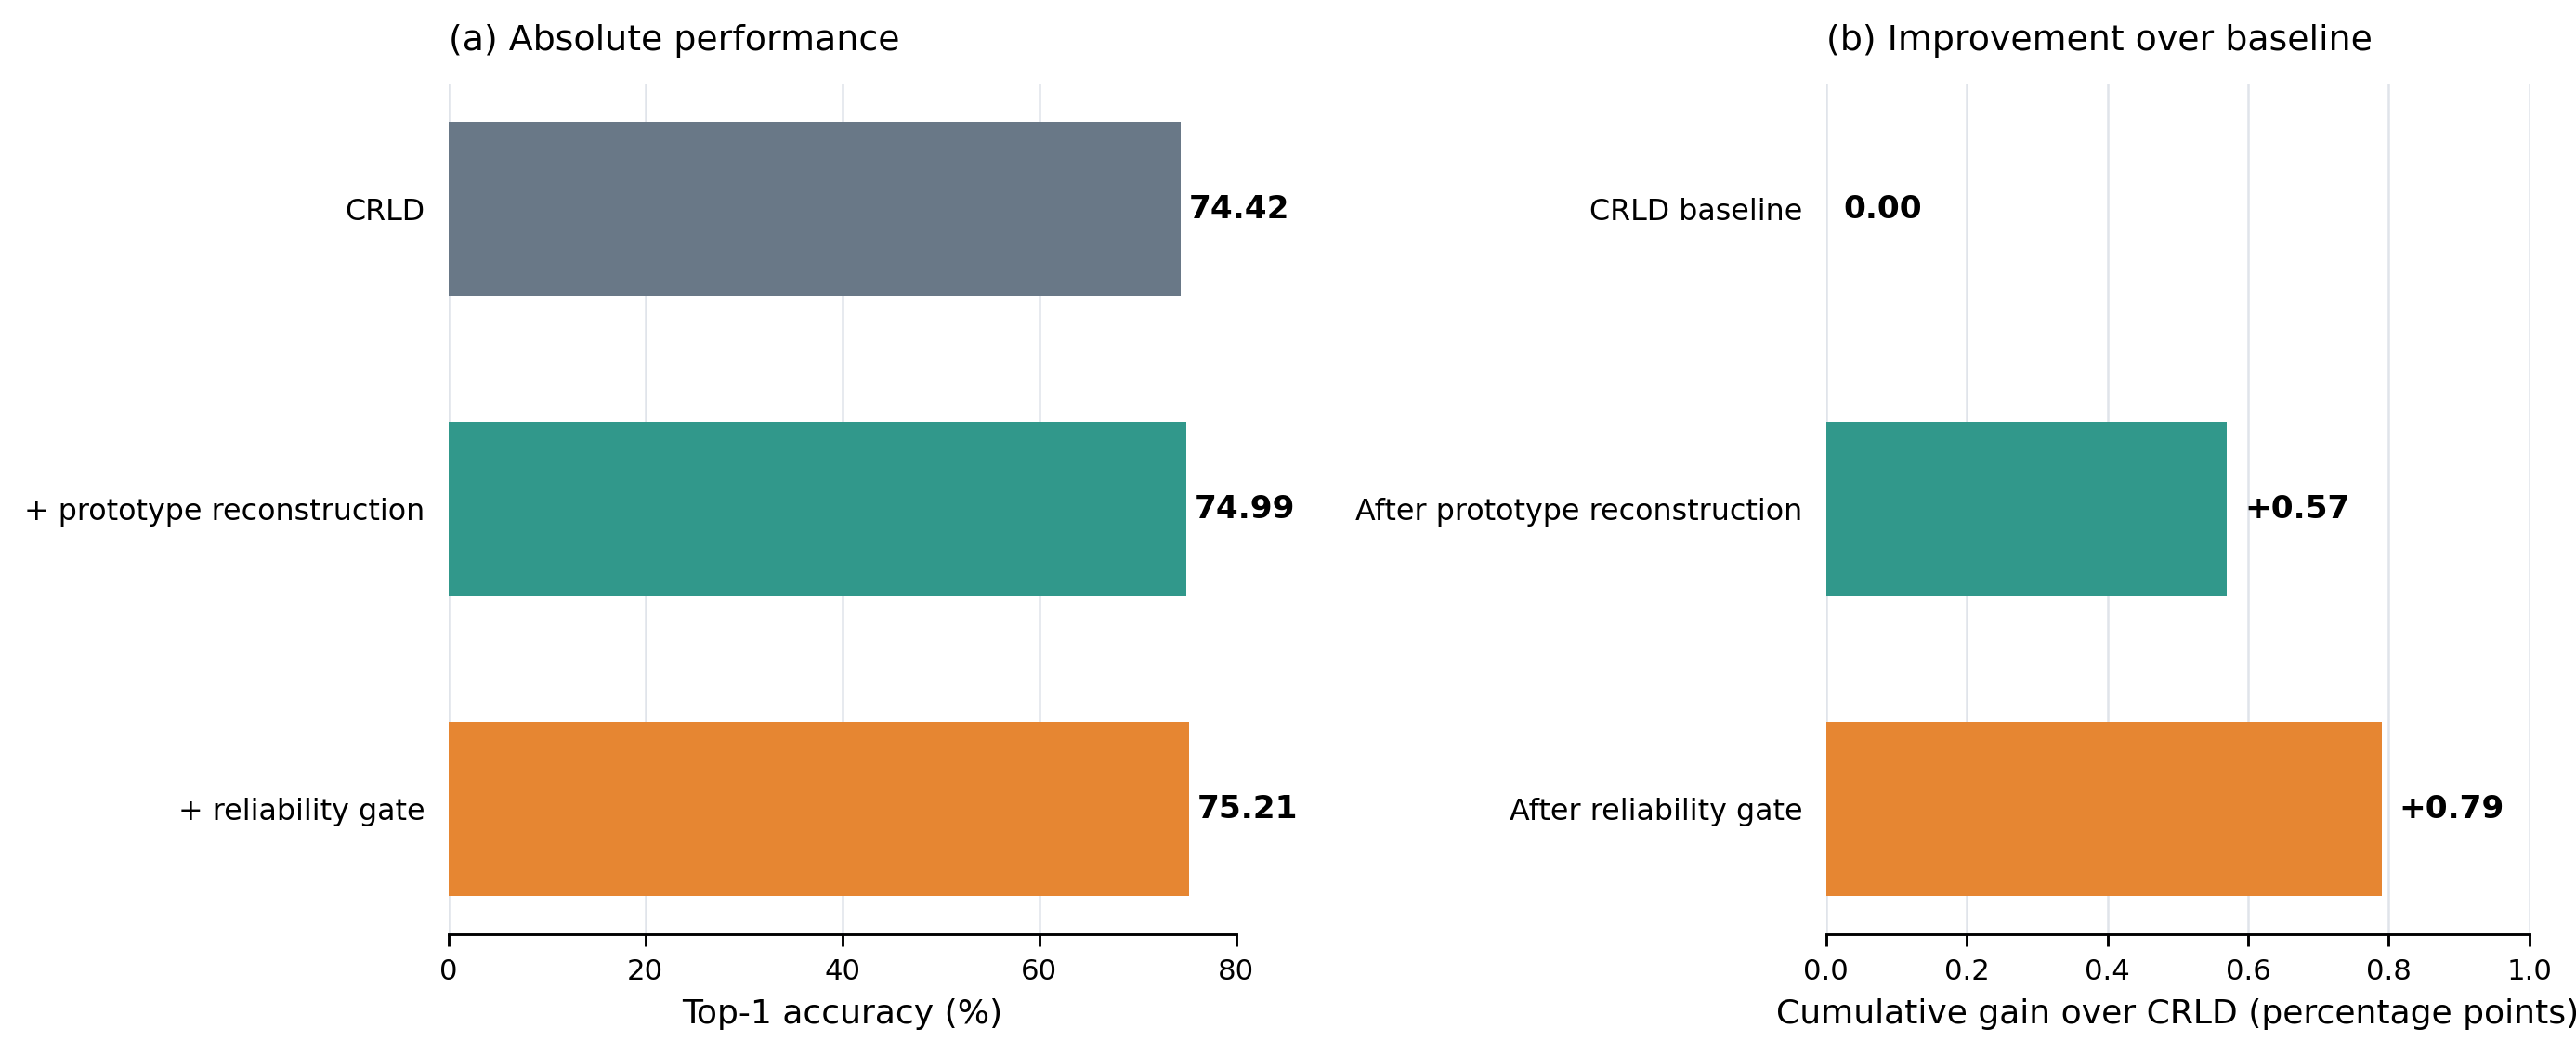 (a) Absolute performance
CRLD
74.42
+ prototype reconstruction
74.99
+ reliability gate
75.21
0 20 40 60 80
Top-1 accuracy (%)
(b) Improvement over baseline
CRLD baseline
0.00
After prototype reconstruction
+0.57
After reliability gate
+0.79
0.0 0.2 0.4 0.6 0.8 1.0
Cumulative gain over CRLD (percentage points)